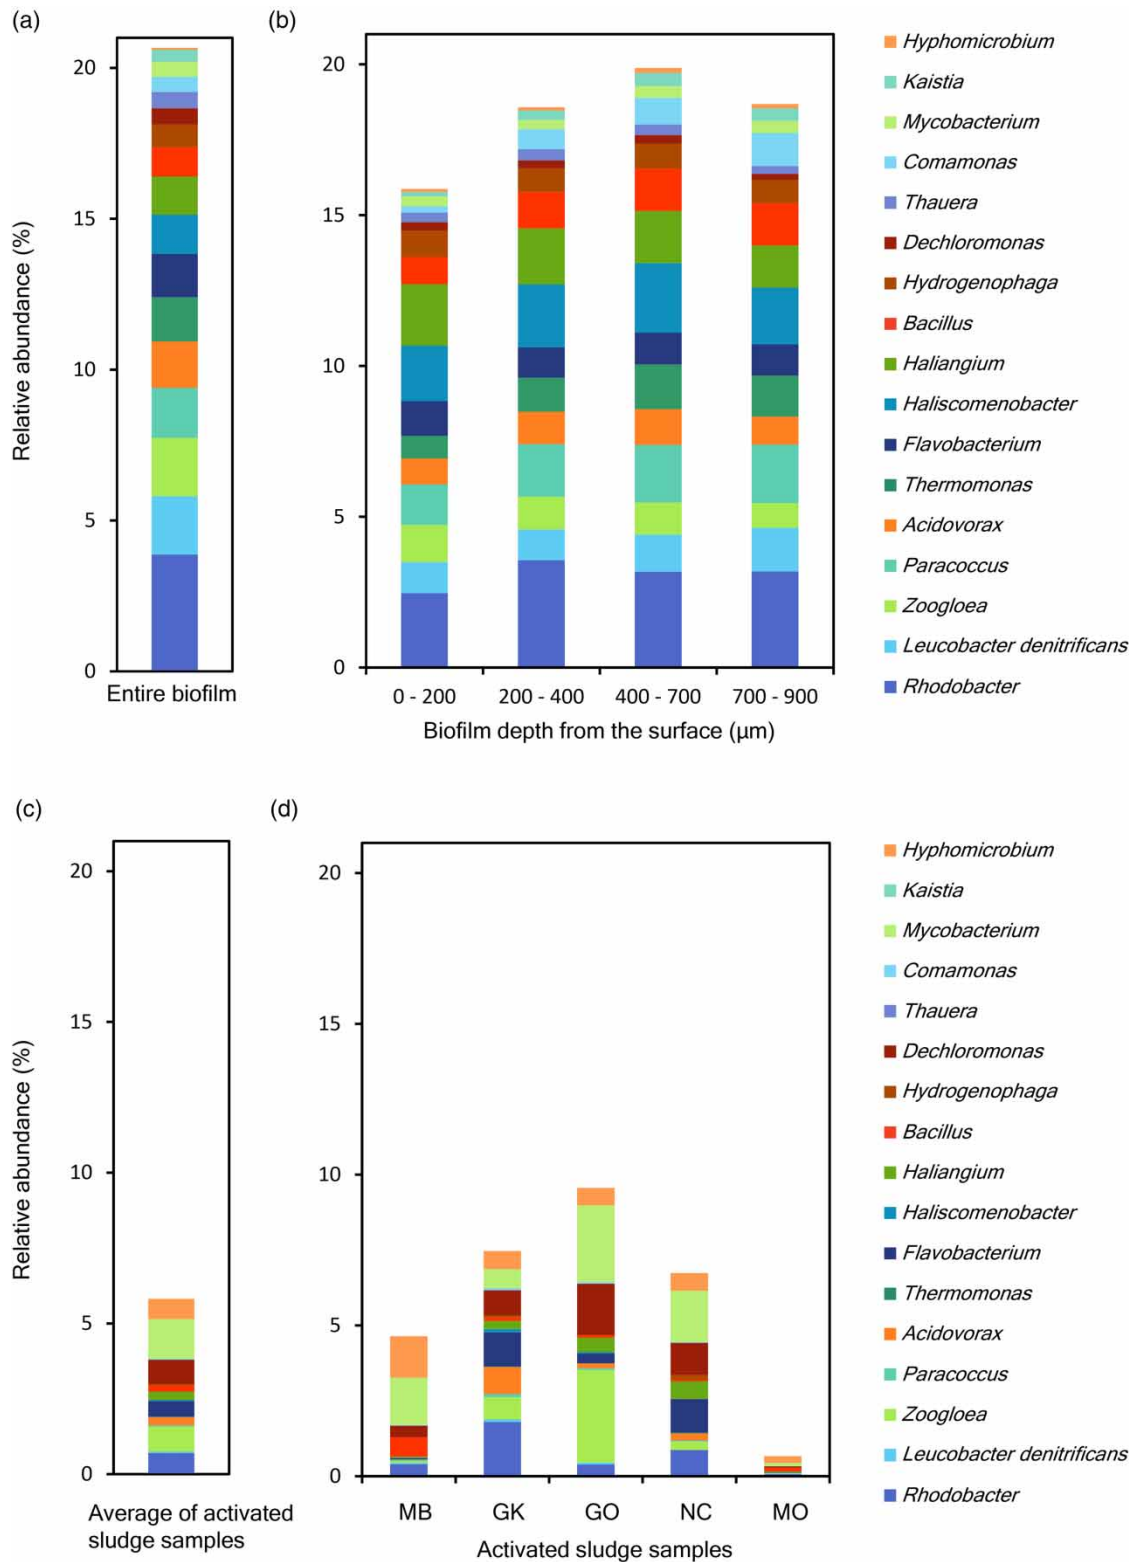 (a)
(b)
Relative abundance (%)
20
15
10
5
0
Entire biofilm
20
15
10
5
0
0 - 200
200 - 400
400 - 700
700 - 900
Biofilm depth from the surface (µm)
Hyphomicrobium
Kaistia
Mycobacterium
Comamonas
Thauera
Dechloromonas
Hydrogenophaga
Bacillus
Haliangium
Haliscomenobacter
Flavobacterium
Thermomonas
Acidovorax
Paracoccus
Zoogloea
Leucobacter denitrificans
Rhodobacter
(c)
(d)
Relative abundance (%)
20
15
10
5
0
Average of activated
sludge samples
20
15
10
5
0
MB
GK
GO
NC
MO
Activated sludge samples
Hyphomicrobium
Kaistia
Mycobacterium
Comamonas
Thauera
Dechloromonas
Hydrogenophaga
Bacillus
Haliangium
Haliscomenobacter
Flavobacterium
Thermomonas
Acidovorax
Paracoccus
Zoogloea
Leucobacter denitrificans
Rhodobacter